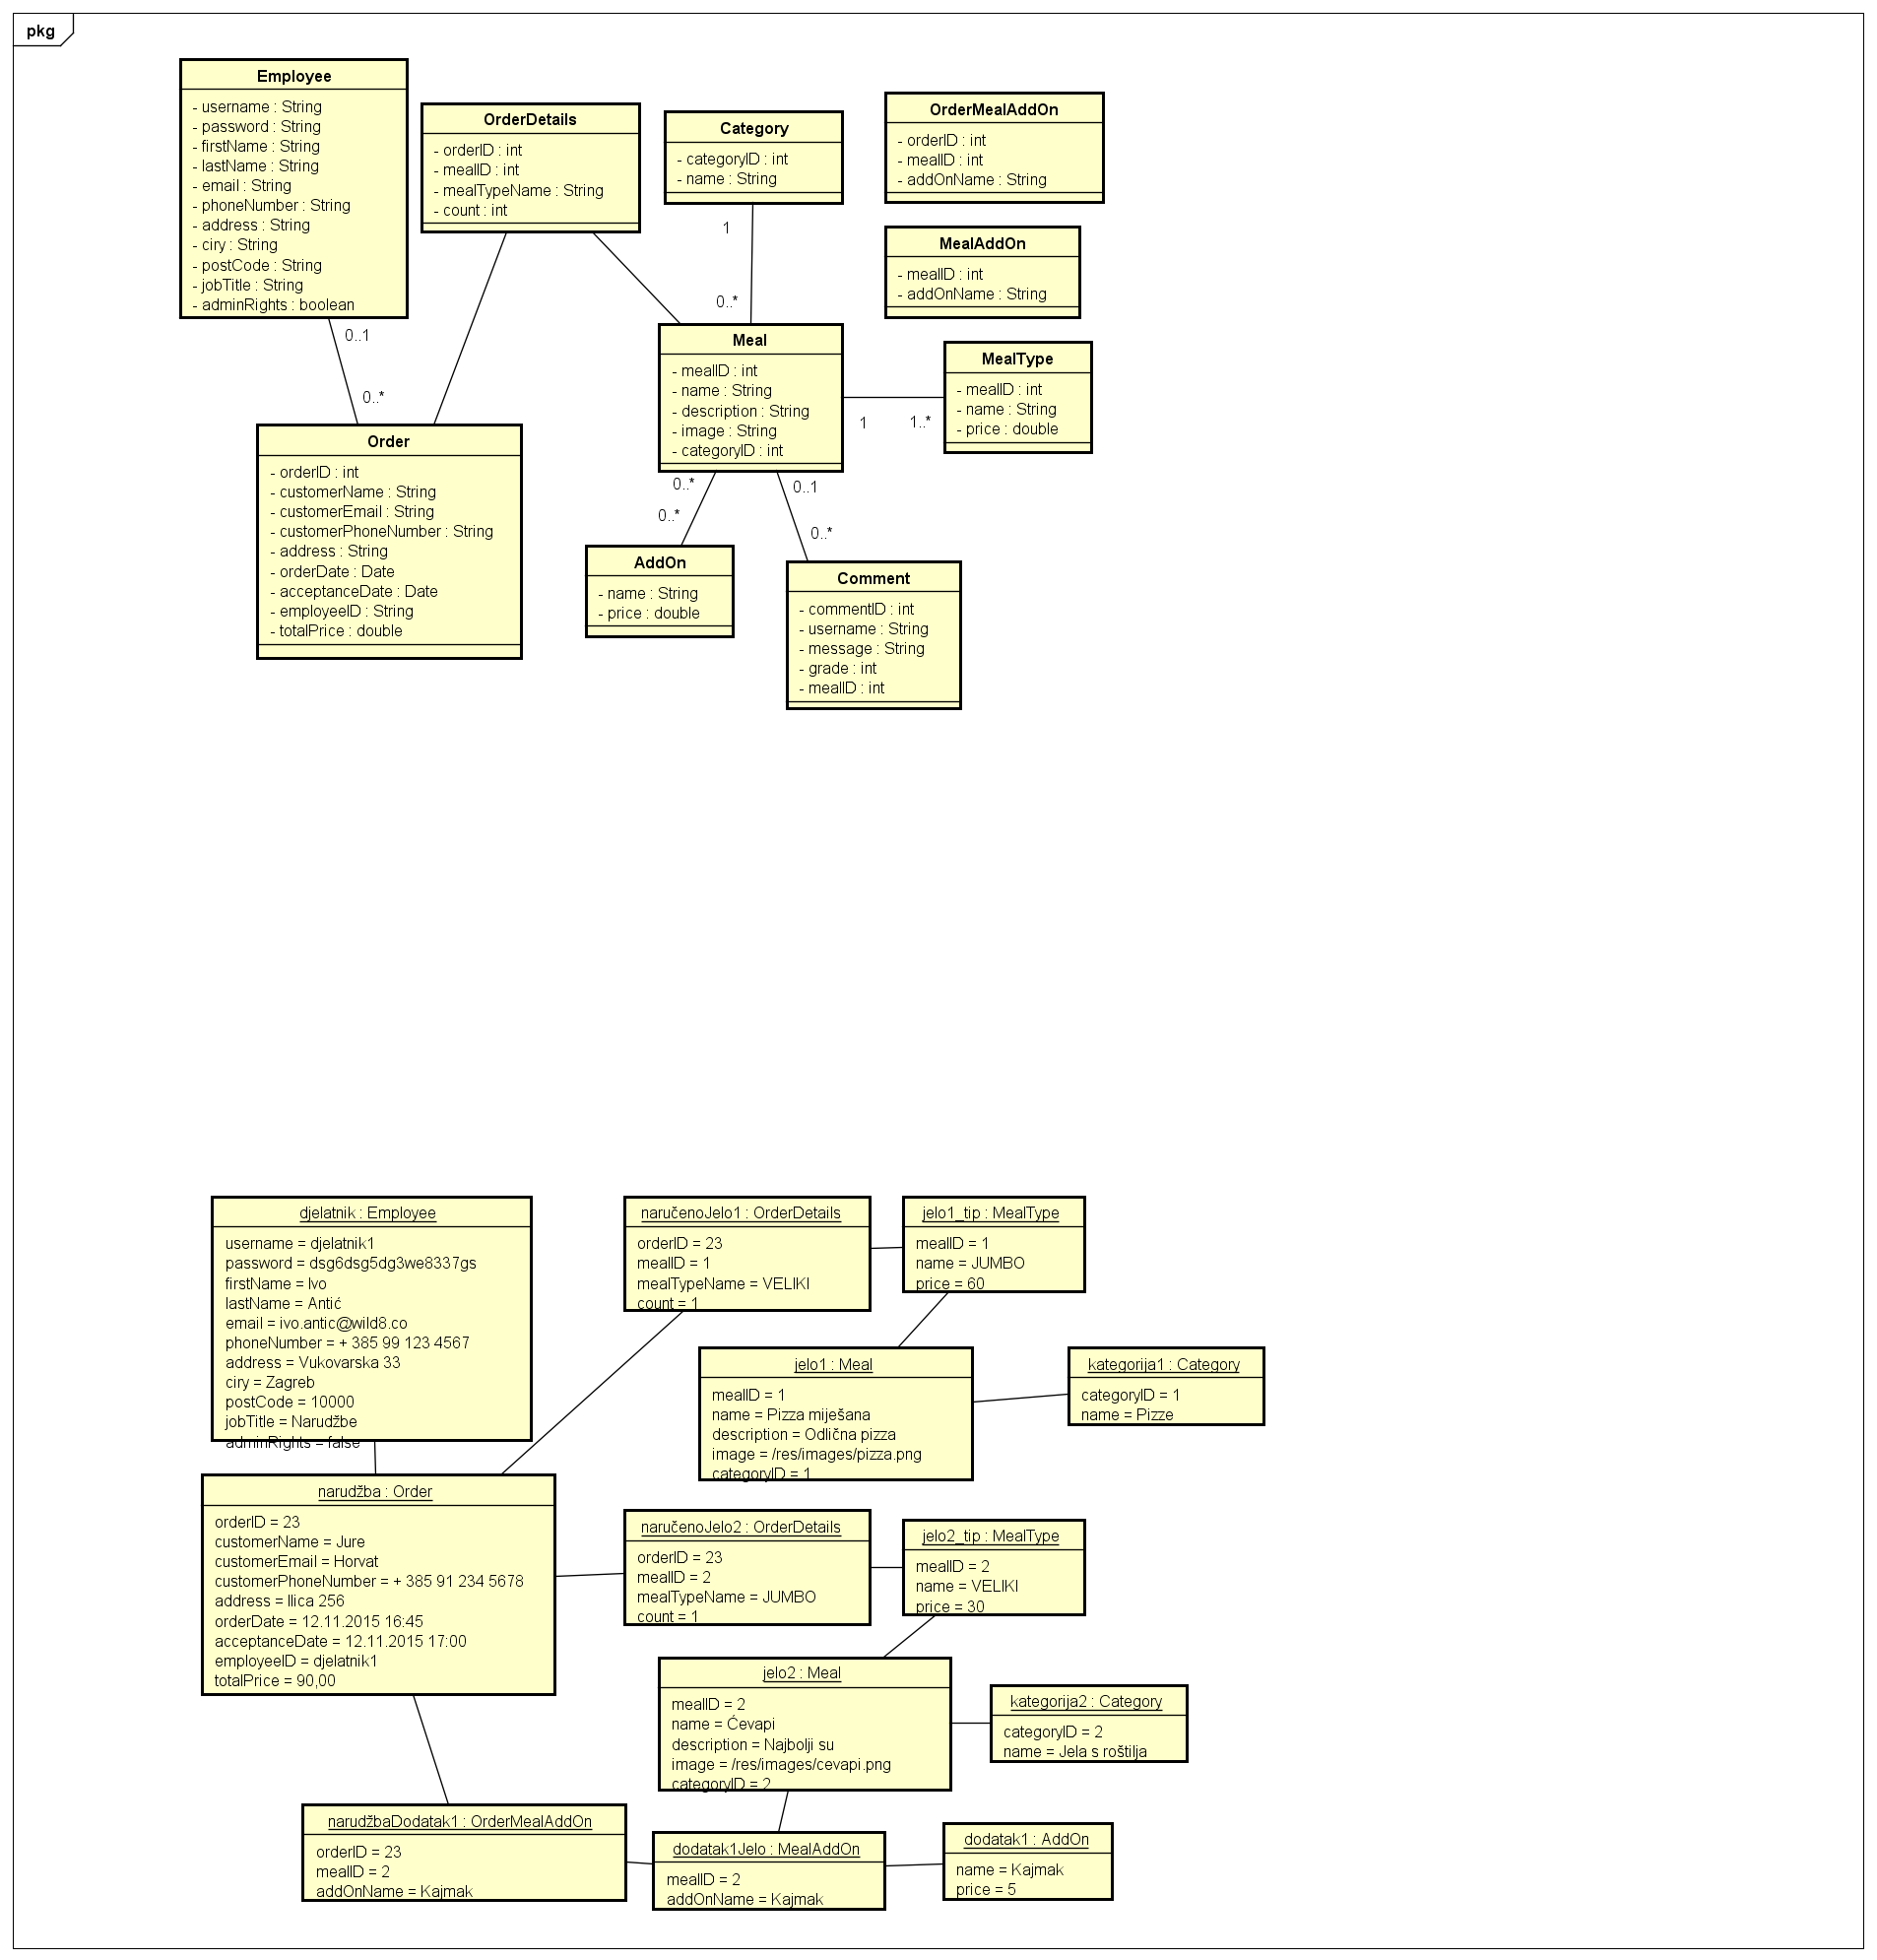 pkg
Employee
- username : String
- password : String
- firstName : String
- lastName : String
- email : String
- phoneNumber : String
- address : String
- ciry : String
- postCode : String
- jobTitle : String
- adminRights : boolean
OrderDetails
- orderID : int
- mealID : int
- mealTypeName : String
- count : int
Category
- categoryID : int
- name : String
OrderMealAddOn
- orderID : int
- mealID : int
- addOnName : String
MealAddOn
- mealID : int
- addOnName : String
1
0..*
0..1
0..*
Meal
- mealID : int
- name : String
- description : String
- image : String
- categoryID : int
1
1..*
MealType
- mealID : int
- name : String
- price : double
Order
- orderID : int
- customerName : String
- customerEmail : String
- customerPhoneNumber : String
- address : String
- orderDate : Date
- acceptanceDate : Date
- employeeID : String
- totalPrice : double
0..*
0..*
0..1
0..*
AddOn
- name : String
- price : double
Comment
- commentID : int
- username : String
- message : String
- grade : int
- mealID : int
djelatnik : Employee
username = djelatnik1
password = dsg6dsg5dg3we8337gs
firstName = Ivo
lastName = Antić
email = ivo.antic@wild8.co
phoneNumber = + 385 99 123 4567
address = Vukovarska 33
ciry = Zagreb
postCode = 10000
jobTitle = Narudžbe
adminRights = false
naručenoJelo1 : OrderDetails
orderID = 23
mealID = 1
mealTypeName = VELIKI
count = 1
jelo1_tip : MealType
mealID = 1
name = JUMBO
price = 60
jelo1 : Meal
mealID = 1
name = Pizza miješana
description = Odlična pizza
image = /res/images/pizza.png
categoryID = 1
kategorija1 : Category
categoryID = 1
name = Pizze
narudžba : Order
orderID = 23
customerName = Jure
customerEmail = Horvat
customerPhoneNumber = + 385 91 234 5678
address = Ilica 256
orderDate = 12.11.2015 16:45
acceptanceDate = 12.11.2015 17:00
employeeID = djelatnik1
totalPrice = 90,00
naručenoJelo2 : OrderDetails
orderID = 23
mealID = 2
mealTypeName = JUMBO
count = 1
jelo2_tip : MealType
mealID = 2
name = VELIKI
price = 30
jelo2 : Meal
mealID = 2
name = Ćevapi
description = Najbolji su
image = /res/images/cevapi.png
categoryID = 2
kategorija2 : Category
categoryID = 2
name = Jela s roštilja
narudžbaDodatak1 : OrderMealAddOn
orderID = 23
mealID = 2
addOnName = Kajmak
dodatak1Jelo : MealAddOn
mealID = 2
addOnName = Kajmak
dodatak1 : AddOn
name = Kajmak
price = 5